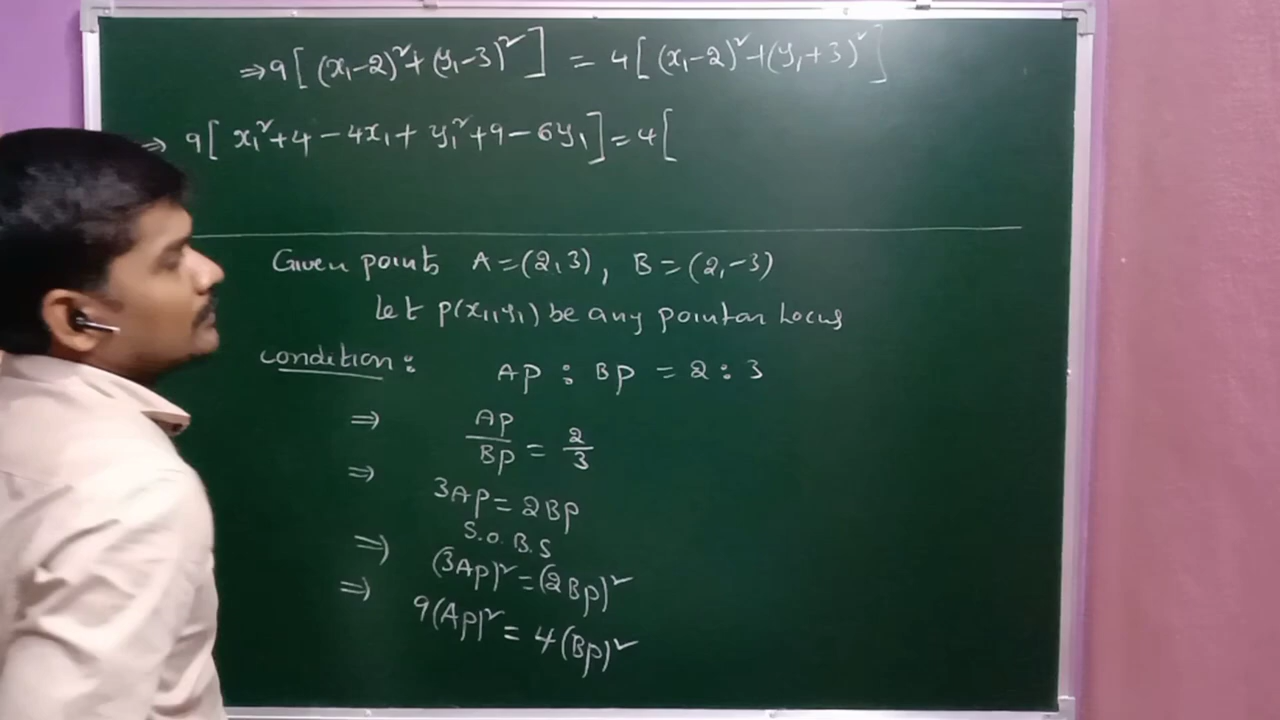 ⇒ 9[(x₁-2)²+(y₁-3)²] = 4[(x₁-2)²+(y₁+3)²]
⇒ 9[x₁²+4-4x₁+y₁²+9-6y₁]=4[
Given points A=(2,3), B=(2,-3)
Let p(x₁,y₁) be any point on Locus
condition: Ap : Bp = 2:3
⇒ Ap/Bp = 2/3
⇒ 3Ap=2Bp
S.O.B.S
⇒ (3Ap)²=(2Bp)²
⇒ 9(Ap)²=4(Bp)²